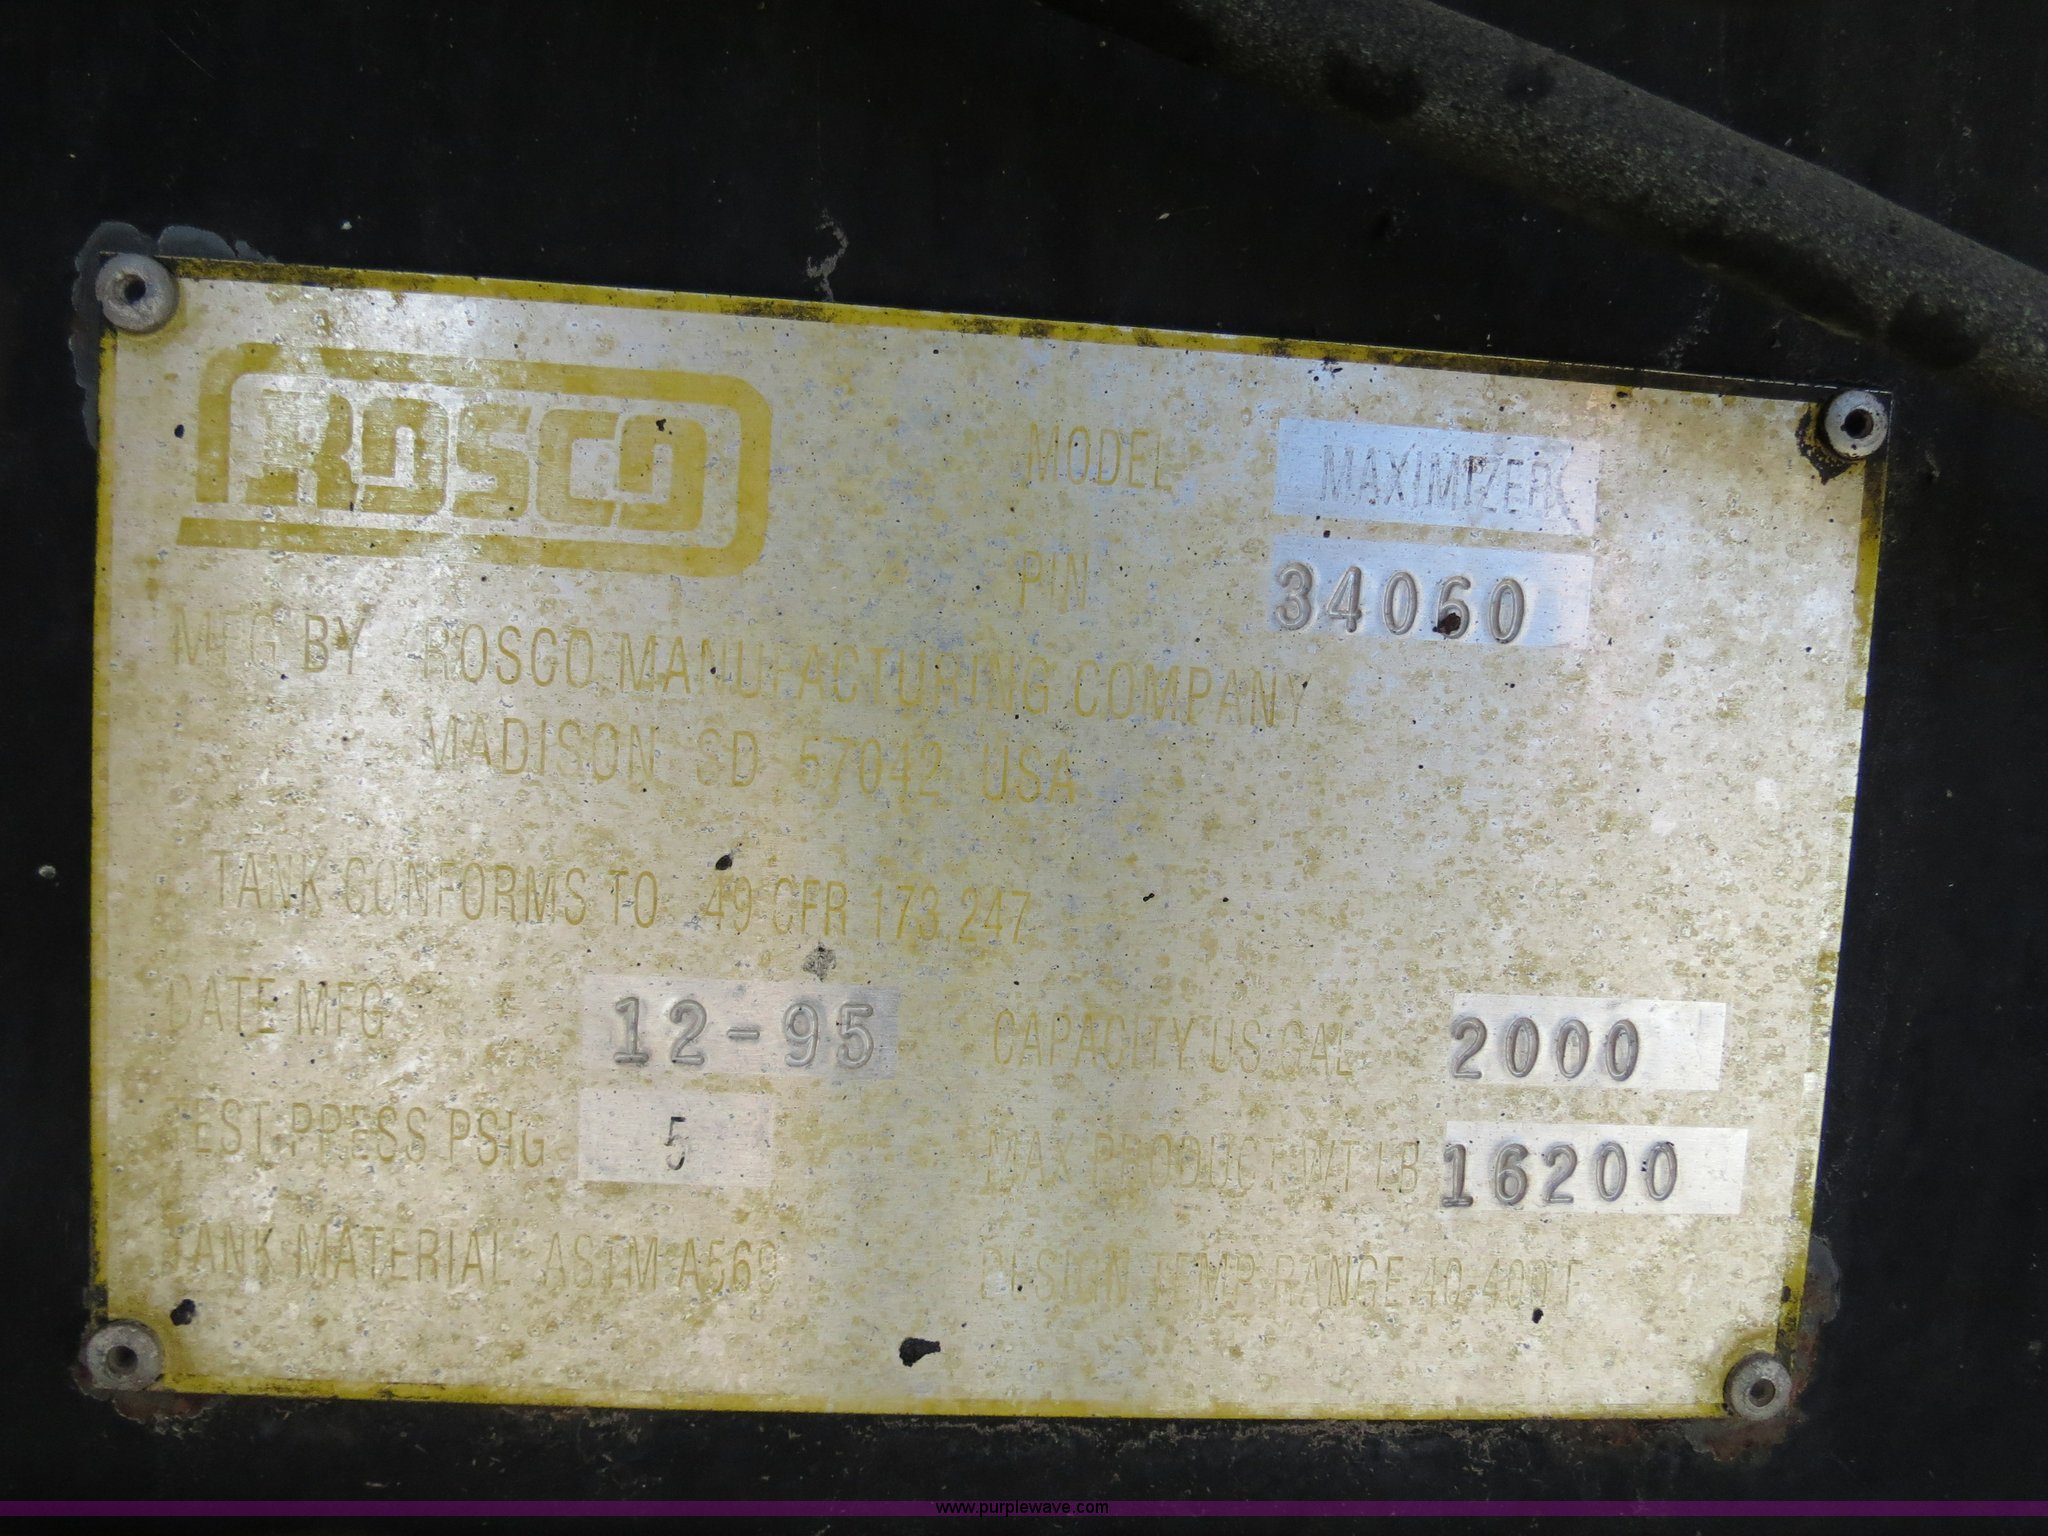 ROSCO
MODEL MAXIMIZER
PIN 34060
MFG BY ROSCO MANUFACTURING COMPANY
MADISON SD 57042 USA
TANK CONFORMS TO 49 CFR 173.247
DATE MFG 12-95 CAPACITY US GAL 2000
TEST PRESS PSIG 5 MAX PRODUCT WT LB 16200
TANK MATERIAL ASTM A569 DESIGN TEMP RANGE 40-400 F
www.purplewave.com